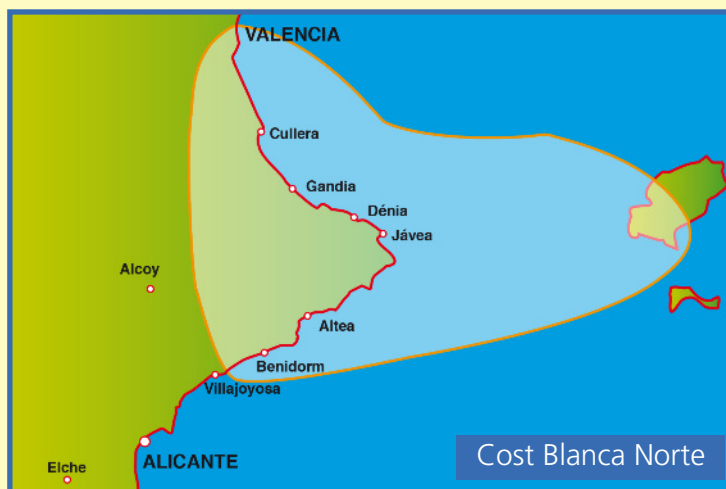 VALENCIA
Cullera
Gandia
Dénia
Jávea
Alcoy
Altea
Benidorm
Villajoyosa
ALICANTE
Cost Blanca Norte
Elche